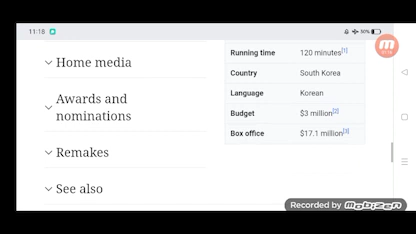 11:18
50%
Home media
Awards and
nominations
Remakes
See also
Running time 120 minutes[1]
Country South Korea
Language Korean
Budget $3 million[2]
Box office $17.1 million[3]
Recorded by mobizen